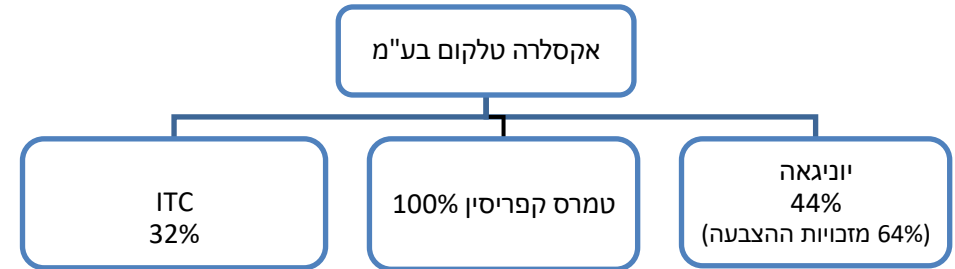 אקסלרה טלקום בע"מ
יוניגאה
44%
(64% מזכויות ההצבעה)
טמרס קפריסין 100%
ITC
32%